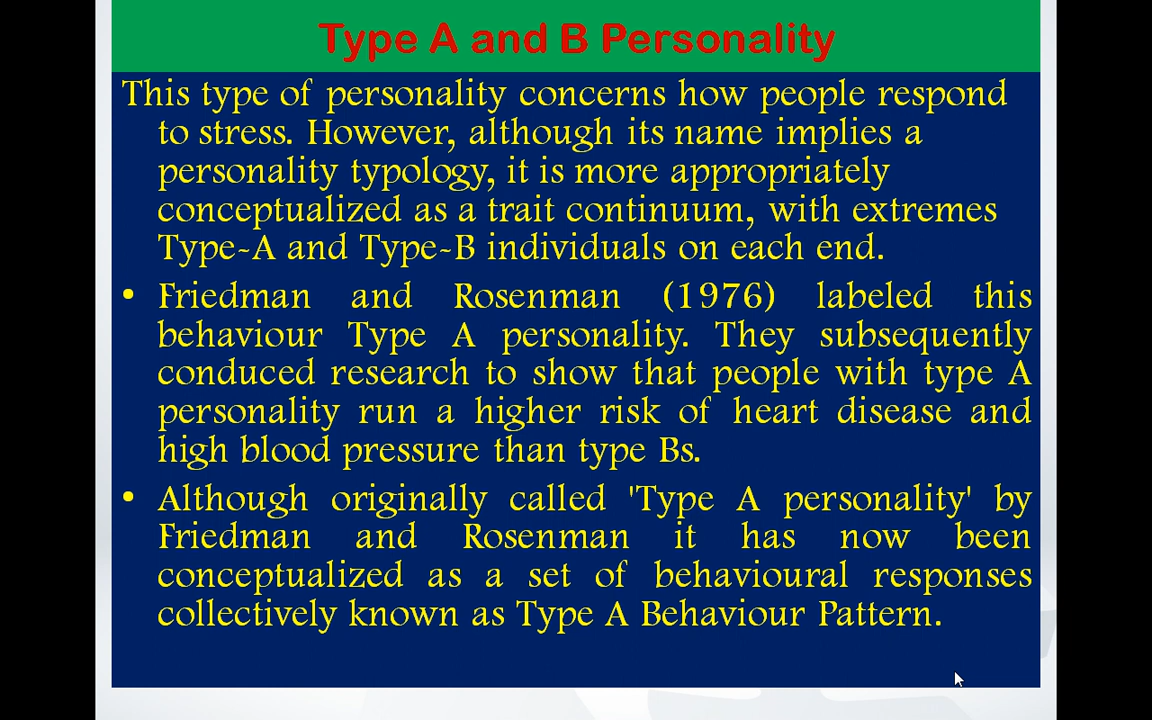 Type A and B Personality
This type of personality concerns how people respond
to stress. However, although its name implies a
personality typology, it is more appropriately
conceptualized as a trait continuum, with extremes
Type-A and Type-B individuals on each end.
• Friedman and Rosenman (1976) labeled this
behaviour Type A personality. They subsequently
conduced research to show that people with type A
personality run a higher risk of heart disease and
high blood pressure than type Bs.
• Although originally called 'Type A personality' by
Friedman and Rosenman it has now been
conceptualized as a set of behavioural responses
collectively known as Type A Behaviour Pattern.